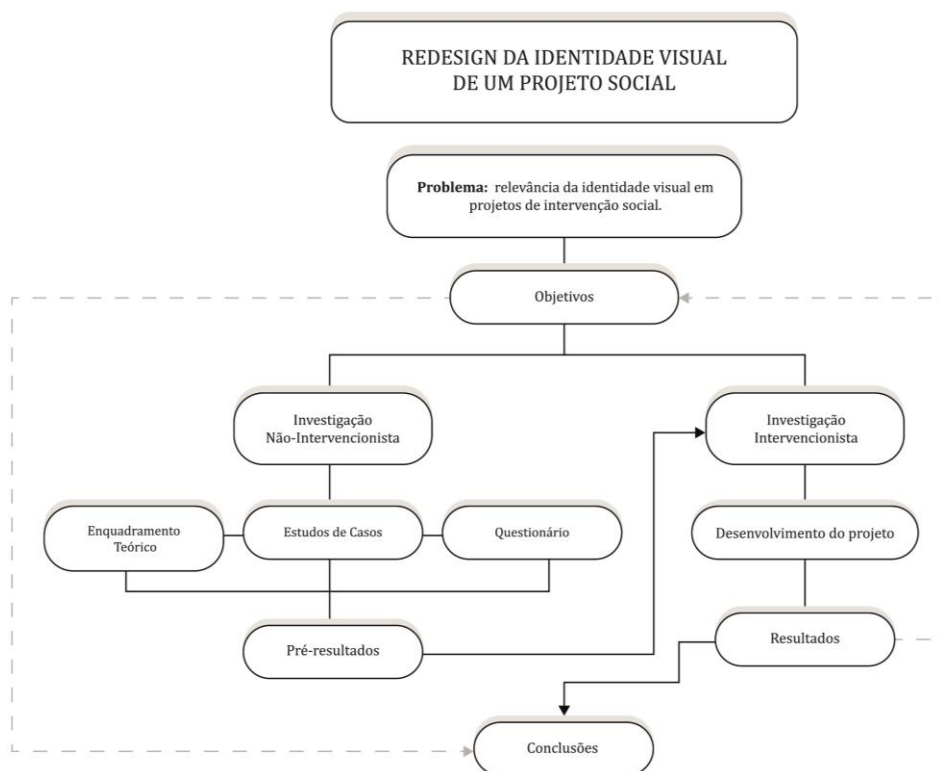 REDESIGN DA IDENTIDADE VISUAL
DE UM PROJETO SOCIAL
Problema: relevância da identidade visual em
projetos de intervenção social.
Objetivos
Investigação
Não-Intervencionista
Investigação
Intervencionista
Enquadramento
Teórico
Estudos de Casos
Questionário
Desenvolvimento do projeto
Pré-resultados
Resultados
Conclusões